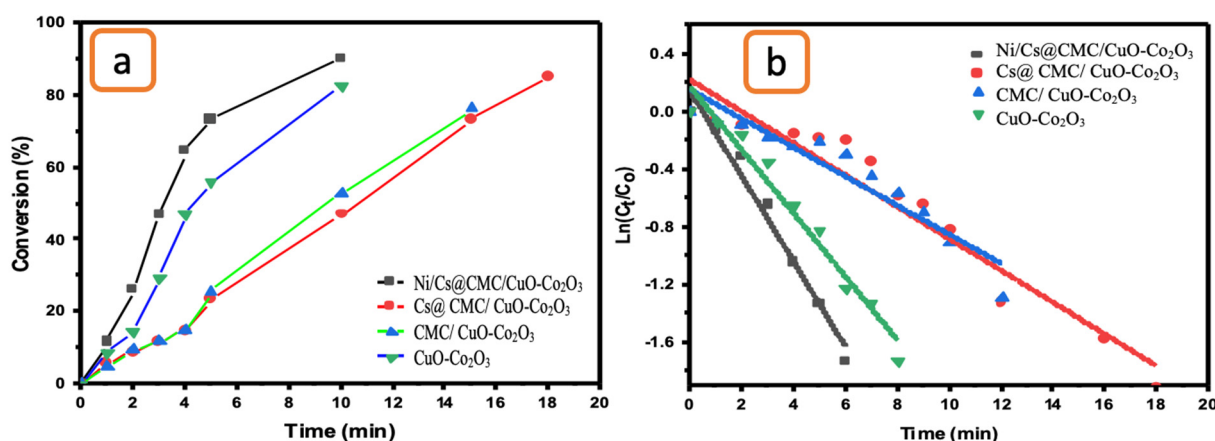 a
Conversion (%)
100
80
60
40
20
0
0 2 4 6 8 10 12 14 16 18 20
Time (min)
Ni/Cs@CMC/CuO-Co₂O₃
Cs@ CMC/ CuO-Co₂O₃
CMC/ CuO-Co₂O₃
CuO-Co₂O₃
b
Ln(Cₜ/C₀)
0.4
0.0
-0.4
-0.8
-1.2
-1.6
0 2 4 6 8 10 12 14 16 18 20
Time (min)
Ni/Cs@CMC/CuO-Co₂O₃
Cs@ CMC/ CuO-Co₂O₃
CMC/ CuO-Co₂O₃
CuO-Co₂O₃